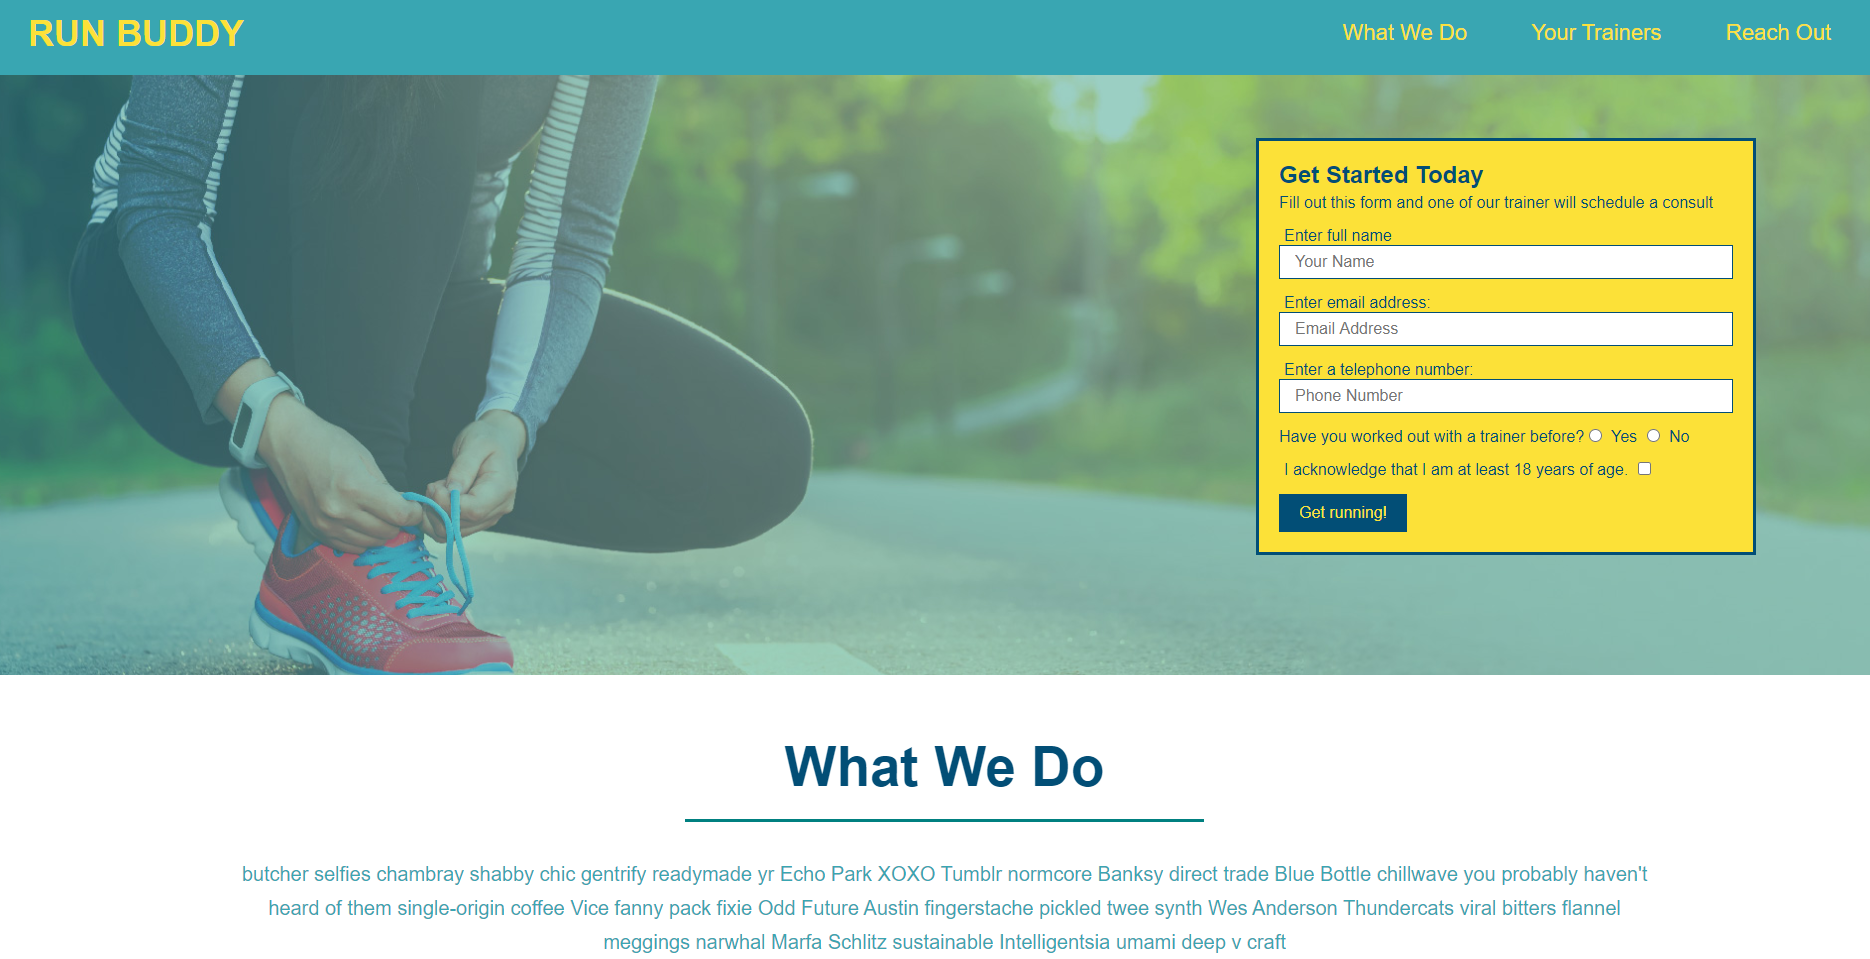 RUN BUDDY
What We Do
Your Trainers
Reach Out
Get Started Today
Fill out this form and one of our trainer will schedule a consult
Enter full name
Your Name
Enter email address:
Email Address
Enter a telephone number:
Phone Number
Have you worked out with a trainer before? Yes No
I acknowledge that I am at least 18 years of age.
Get running!
What We Do
butcher selfies chambray shabby chic gentrify readymade yr Echo Park XOXO Tumblr normcore Banksy direct trade Blue Bottle chillwave you probably haven't
heard of them single-origin coffee Vice fanny pack fixie Odd Future Austin fingerstache pickled twee synth Wes Anderson Thundercats viral bitters flannel
meggings narwhal Marfa Schlitz sustainable Intelligentsia umami deep v craft